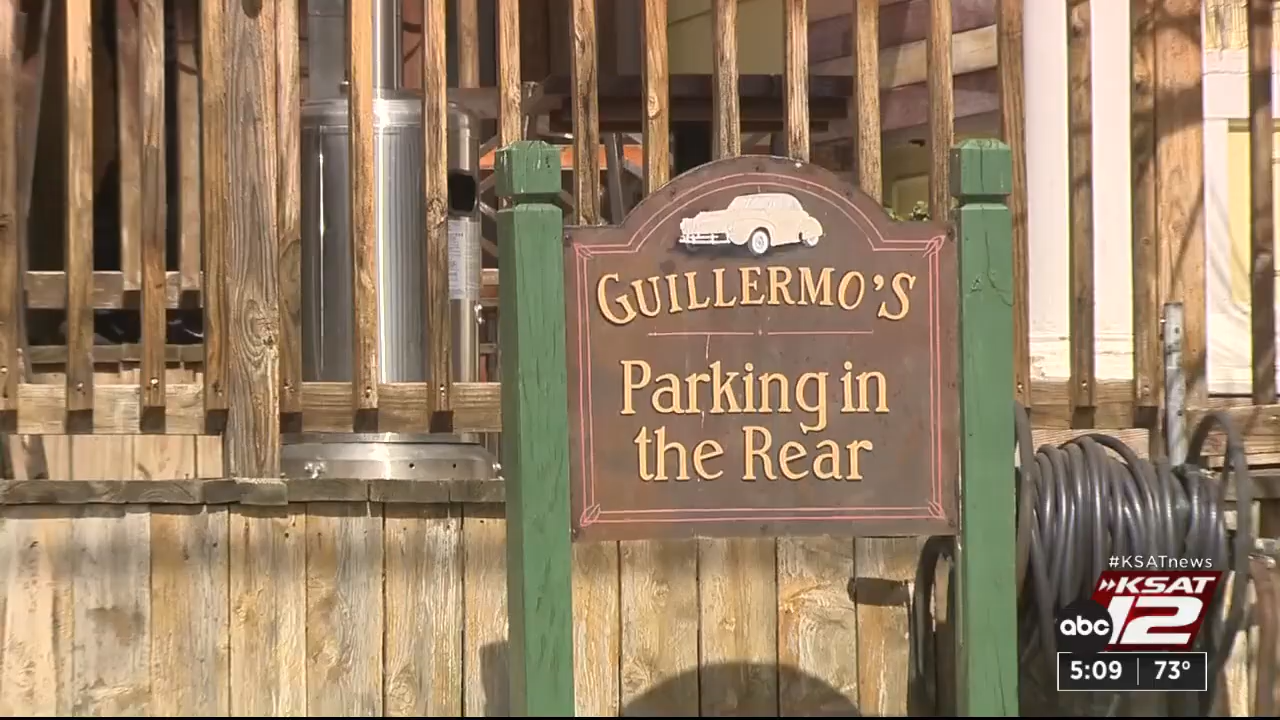 GUILLERMO'S
Parking in
the Rear
#KSATnews
KSAT
abc 12
5:09 73°